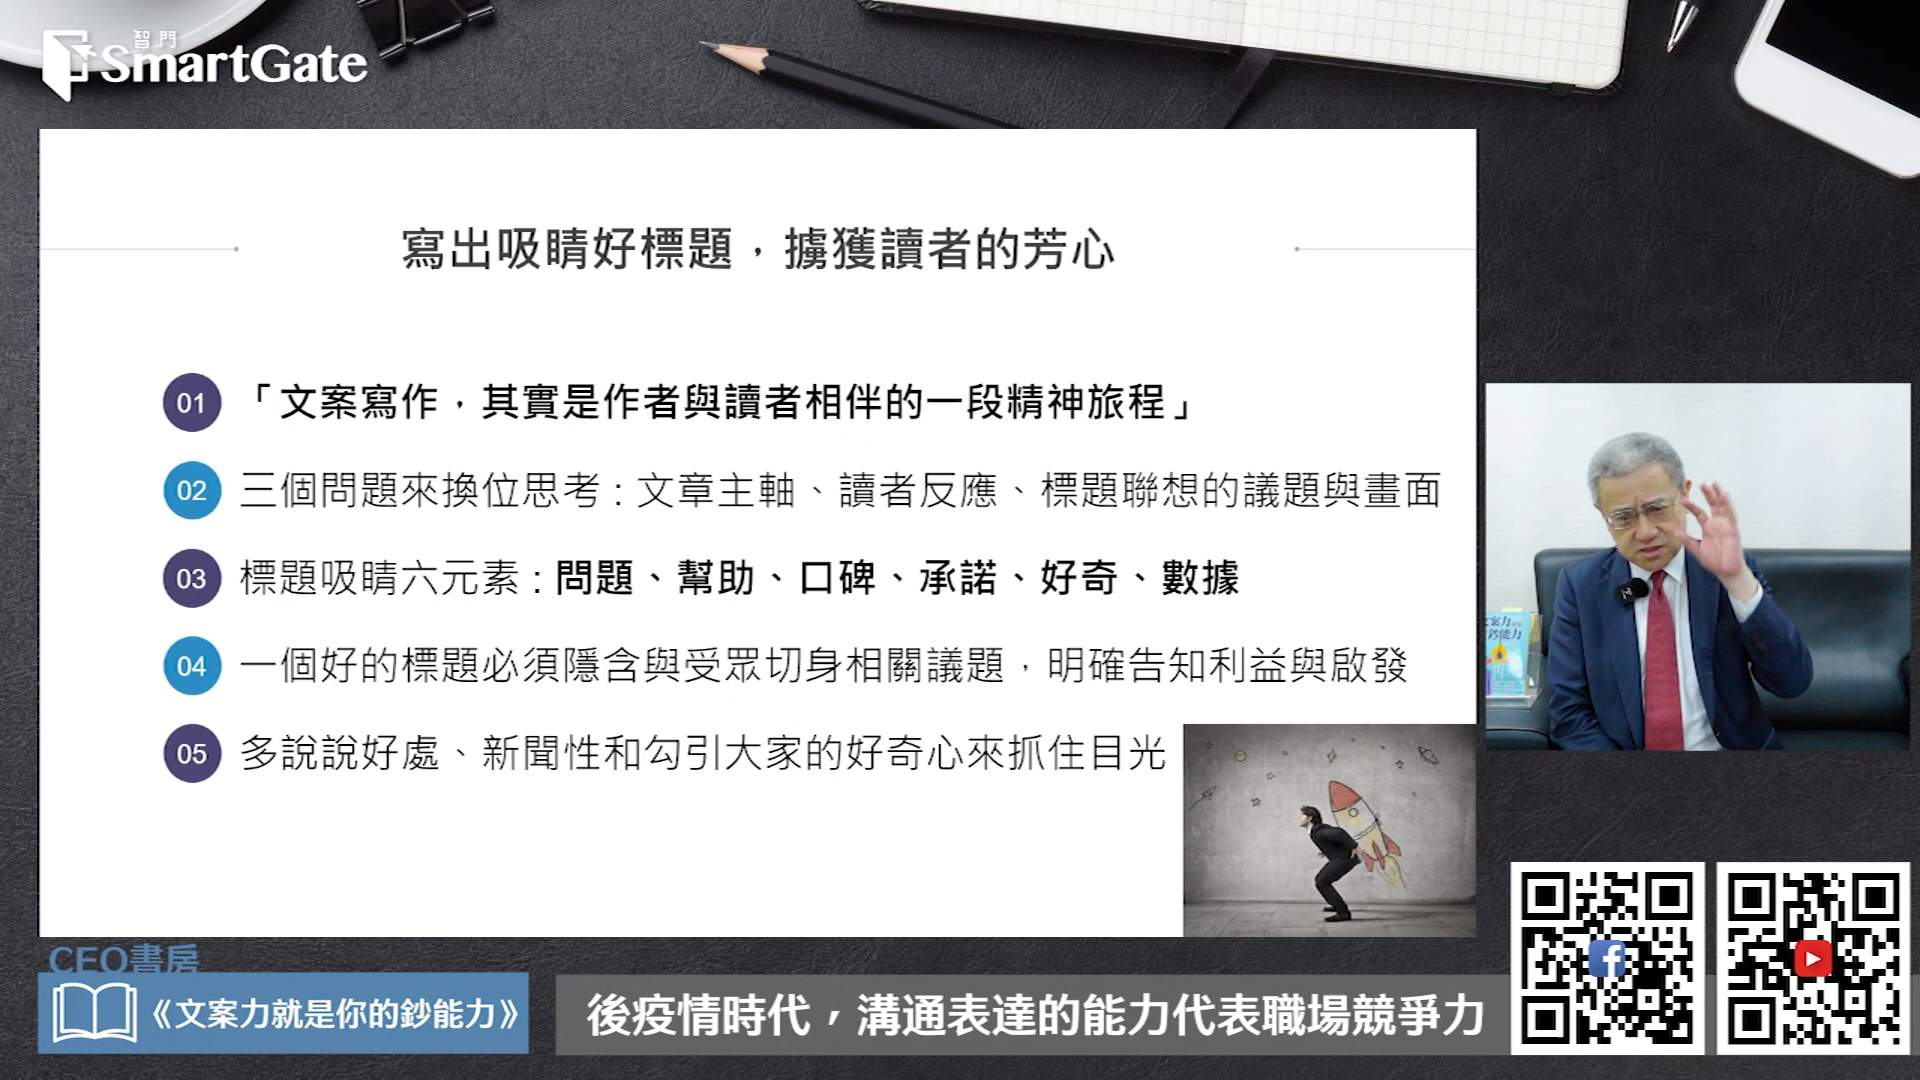 智門
SmartGate
寫出吸睛好標題，擄獲讀者的芳心
01 「文案寫作，其實是作者與讀者相伴的一段精神旅程」
02 三個問題來換位思考：文章主軸、讀者反應、標題聯想的議題與畫面
03 標題吸睛六元素：問題、幫助、口碑、承諾、好奇、數據
04 一個好的標題必須隱含與受眾切身相關議題，明確告知利益與啟發
05 多說說好處、新聞性和勾引大家的好奇心來抓住目光
文案力就是
鈔能力
CEO書房
《文案力就是你的鈔能力》
後疫情時代，溝通表達的能力代表職場競爭力